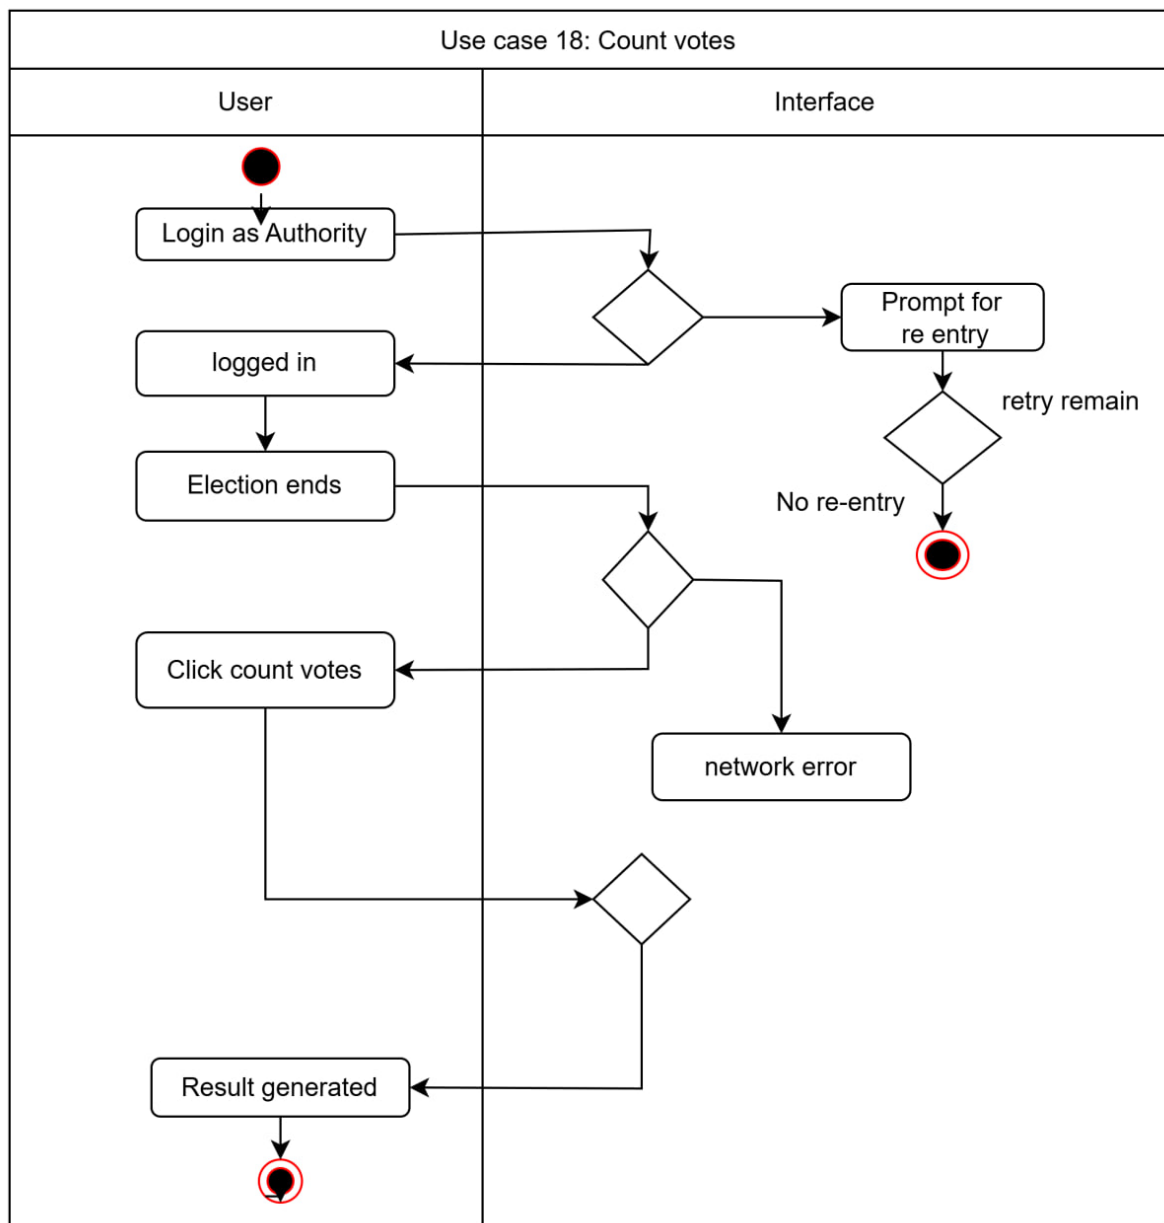 Use case 18: Count votes
User
Interface
Login as Authority
Prompt for
re entry
logged in
retry remain
Election ends
No re-entry
Click count votes
network error
Result generated